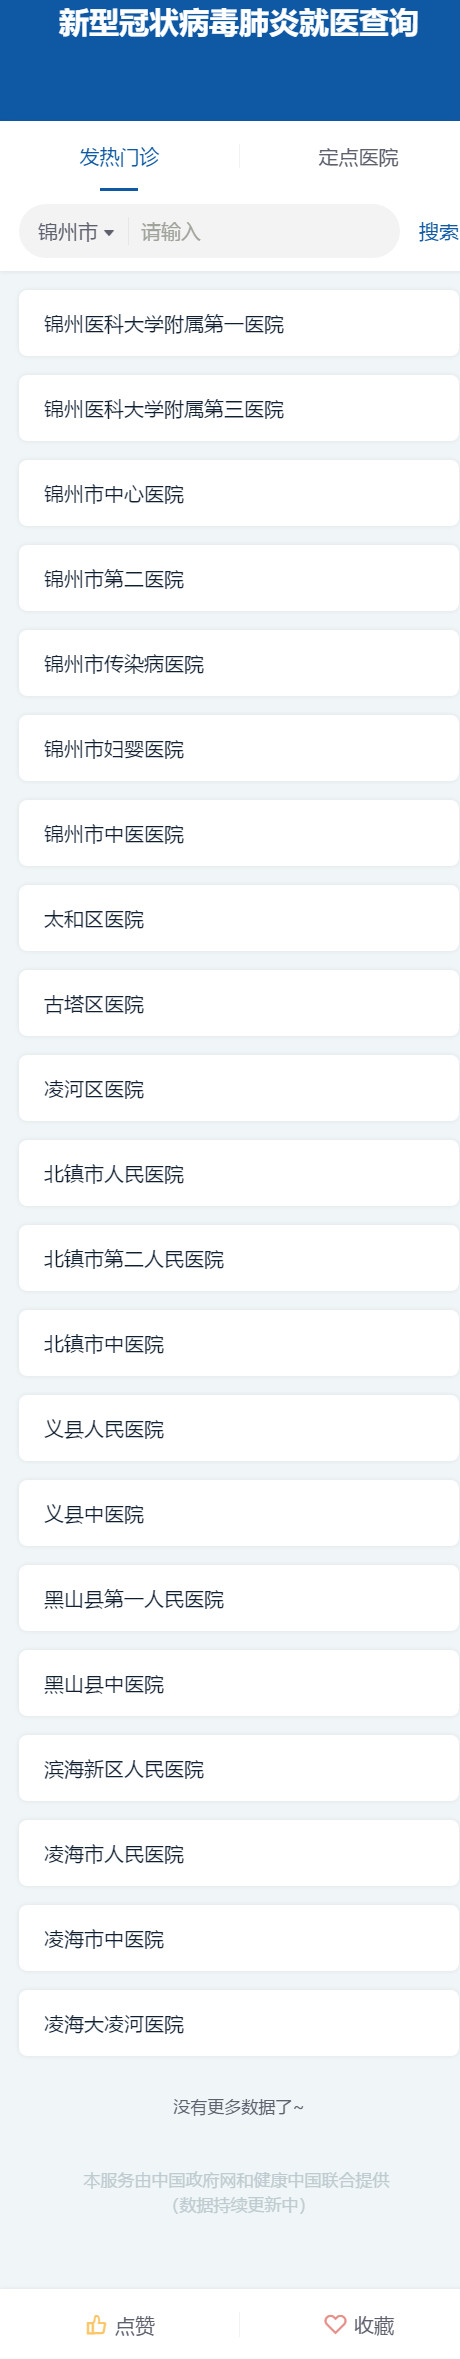 新型冠状病毒肺炎就医查询
发热门诊 定点医院
锦州市 请输入 搜索
锦州医科大学附属第一医院
锦州医科大学附属第三医院
锦州市中心医院
锦州市第二医院
锦州市传染病医院
锦州市妇婴医院
锦州市中医医院
太和区医院
古塔区医院
凌河区医院
北镇市人民医院
北镇市第二人民医院
北镇市中医院
义县人民医院
义县中医院
黑山县第一人民医院
黑山县中医院
滨海新区人民医院
凌海市人民医院
凌海市中医院
凌海大凌河医院
没有更多数据了~
本服务由中国政府网和健康中国联合提供
（数据持续更新中）
点赞 收藏